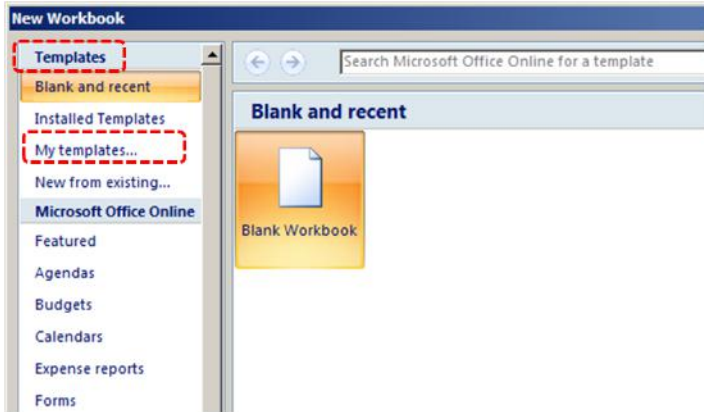 New Workbook
Templates
Blank and recent
Installed Templates
My templates...
New from existing...
Microsoft Office Online
Featured
Agendas
Budgets
Calendars
Expense reports
Forms
Search Microsoft Office Online for a template
Blank and recent
Blank Workbook